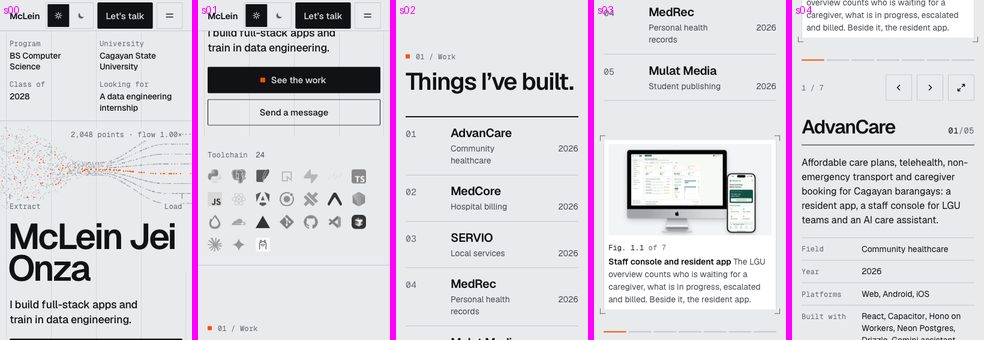 s00
McLein
Let's talk
Program
BS Computer
Science
University
Cagayan State
University
Class of
2028
Looking for
A data engineering
internship
2,048 points · flow 1.00×
Extract
Load
McLein Jei
Onza
I build full-stack apps and
train in data engineering.
s01
McLein
Let's talk
I build full-stack apps and
train in data engineering.
See the work
Send a message
Toolchain 24
TS
JS
01 / Work
s02
01 / Work
Things I've built.
01
AdvanCare
Community
healthcare
2026
02
MedCore
Hospital billing
2026
03
SERVIO
Local services
2026
04
MedRec
Personal health
records
2026
s03
04
MedRec
Personal health
records
2026
05
Mulat Media
Student publishing
2026
Fig. 1.1 of 7
Staff console and resident app The LGU
overview counts who is waiting for a
caregiver, what is in progress, escalated
and billed. Beside it, the resident app.
s04
overview counts who is waiting for a
caregiver, what is in progress, escalated
and billed. Beside it, the resident app.
1 / 7
AdvanCare
01/05
Affordable care plans, telehealth, non-
emergency transport and caregiver
booking for Cagayan barangays: a
resident app, a staff console for LGU
teams and an AI care assistant.
Field
Community healthcare
Year
2026
Platforms
Web, Android, iOS
Built with
React, Capacitor, Hono on
Workers, Neon Postgres,
Drizzle, Gemini assistant